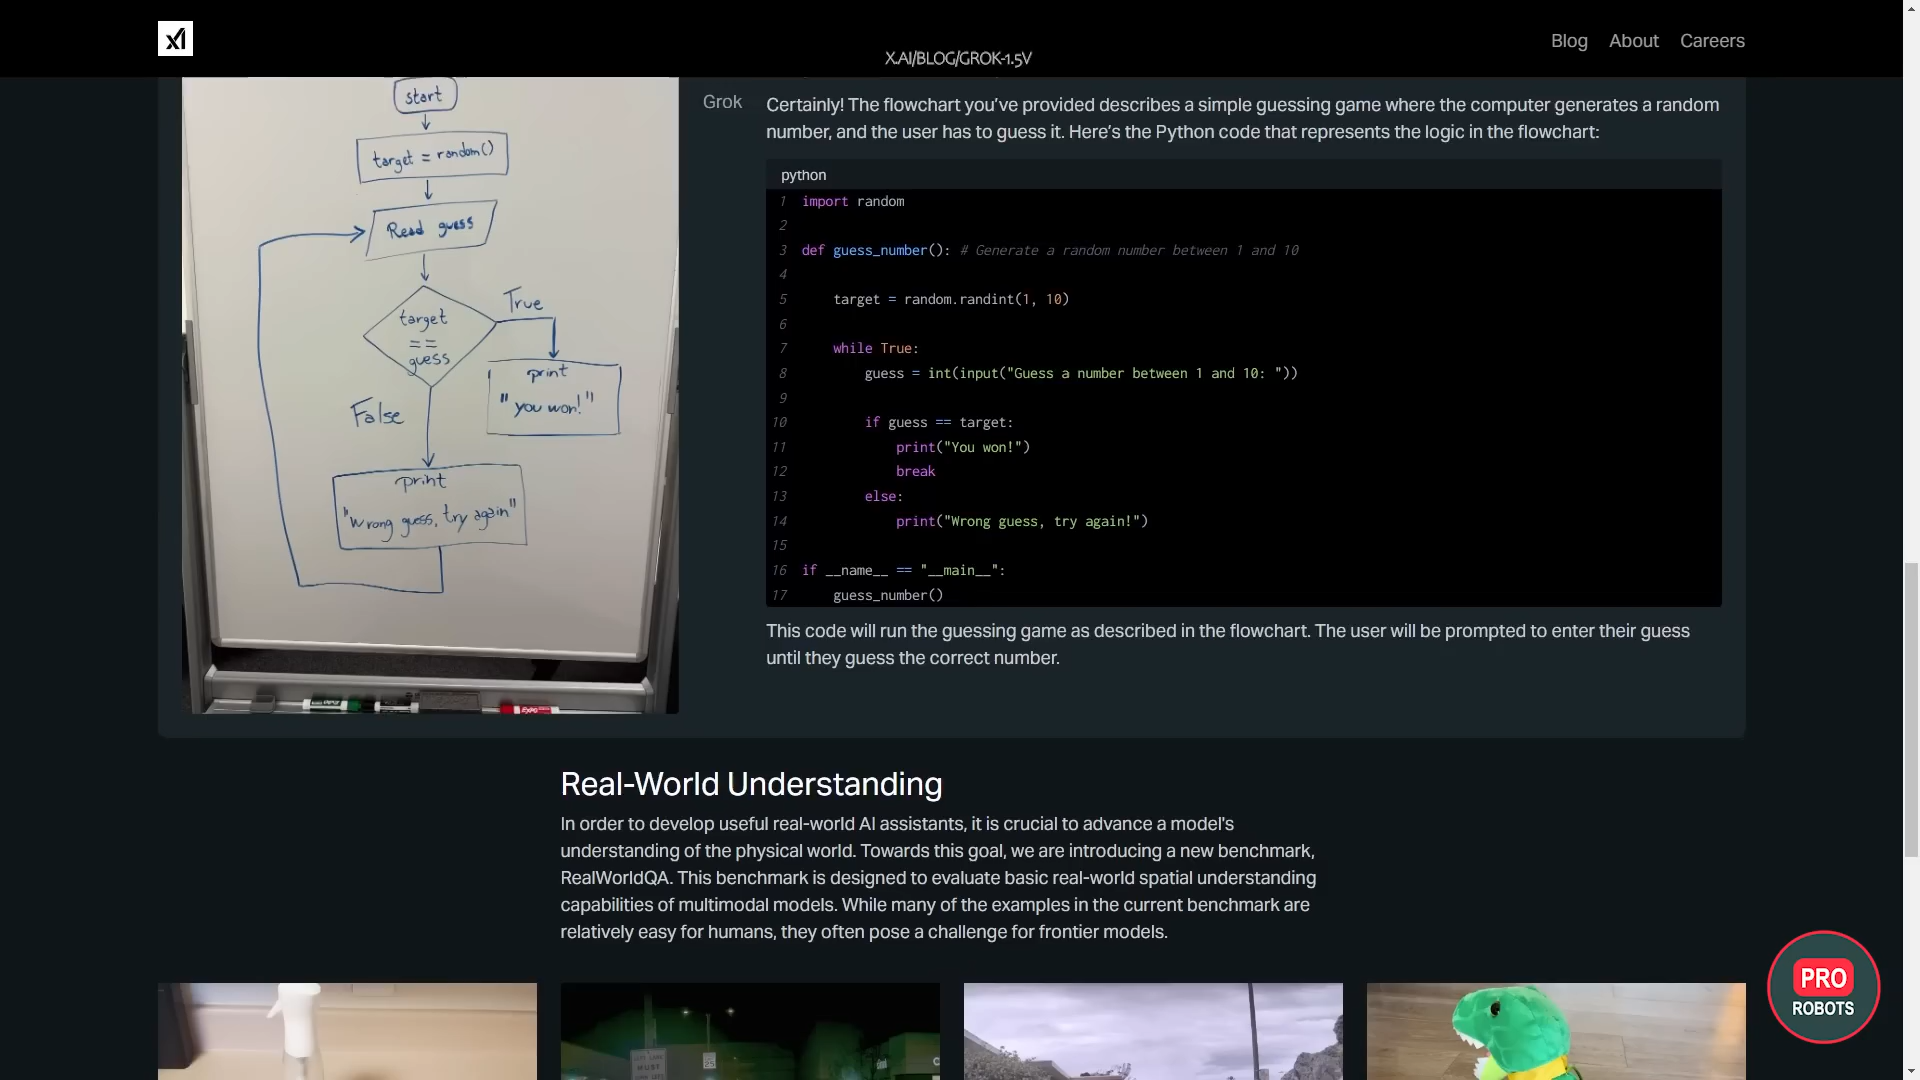 xI
X.AI/BLOG/GROK-1.5V
Blog About Careers
start
target = random()
Read guess
target
==
guess
True
print
"you won!"
False
print
"Wrong guess, try again"
Grok
Certainly! The flowchart you've provided describes a simple guessing game where the computer generates a random
number, and the user has to guess it. Here's the Python code that represents the logic in the flowchart:
python
1 import random
2
3 def guess_number(): # Generate a random number between 1 and 10
4
5 target = random.randint(1, 10)
6
7 while True:
8 guess = int(input("Guess a number between 1 and 10: "))
9
10 if guess == target:
11 print("You won!")
12 break
13 else:
14 print("Wrong guess, try again!")
15
16 if __name__ == "__main__":
17 guess_number()
This code will run the guessing game as described in the flowchart. The user will be prompted to enter their guess
until they guess the correct number.
EXPO
Real-World Understanding
In order to develop useful real-world AI assistants, it is crucial to advance a model's
understanding of the physical world. Towards this goal, we are introducing a new benchmark,
RealWorldQA. This benchmark is designed to evaluate basic real-world spatial understanding
capabilities of multimodal models. While many of the examples in the current benchmark are
relatively easy for humans, they often pose a challenge for frontier models.
MUST
PRO
ROBOTS